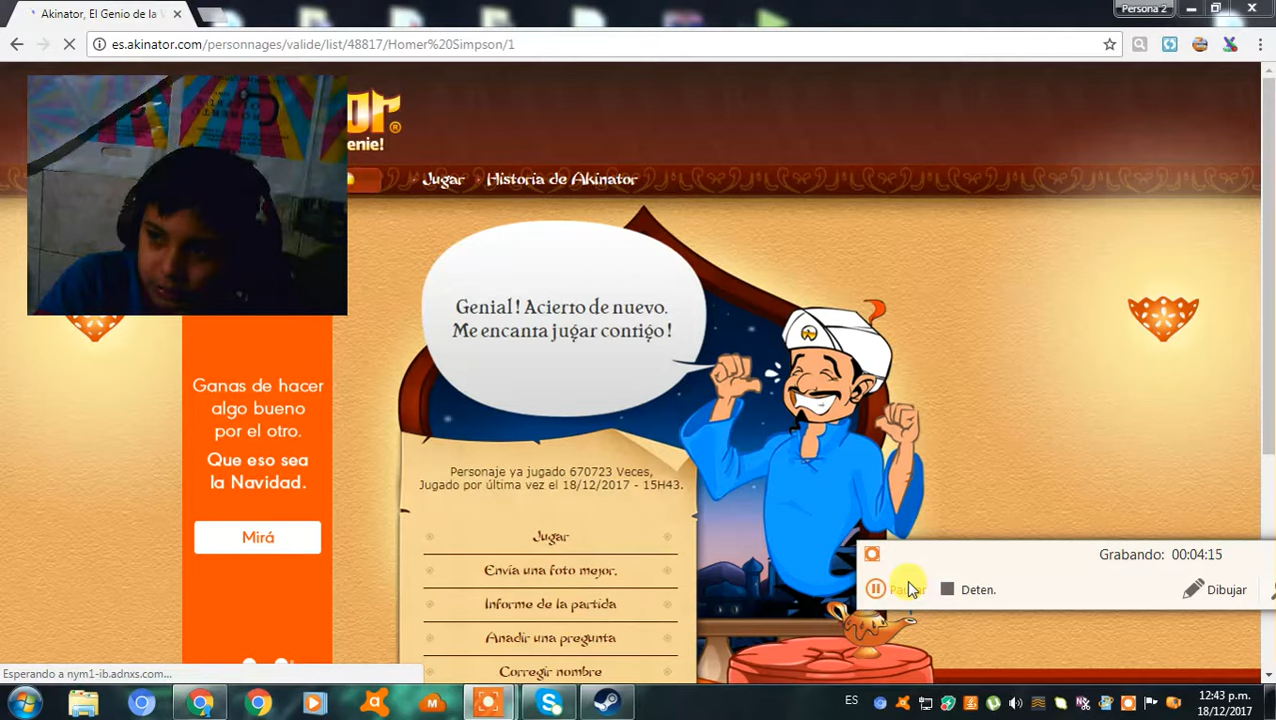 Akinator, El Genio de la
Persona 2
es.akinator.com/personnages/valide/list/48817/Homer%20Simpson/1
or®
enie!
Jugar
Historia de Akinator
Genial! Acierro de nuevo.
Me encanta jugar contigo!
Ganas de hacer
algo bueno
por el otro.
Que eso sea
la Navidad.
Mirá
Personaje ya jugado 670723 Veces,
Jugado por última vez el 18/12/2017 - 15H43.
Jugar
Envía una foto mejor.
Informe de la partida
Anadir una pregunta
Corregir nombre
Grabando: 00:04:15
Deten.
Dibujar
Esperando a nym1-ib.adnxs.com...
ES
12:43 p.m.
18/12/2017